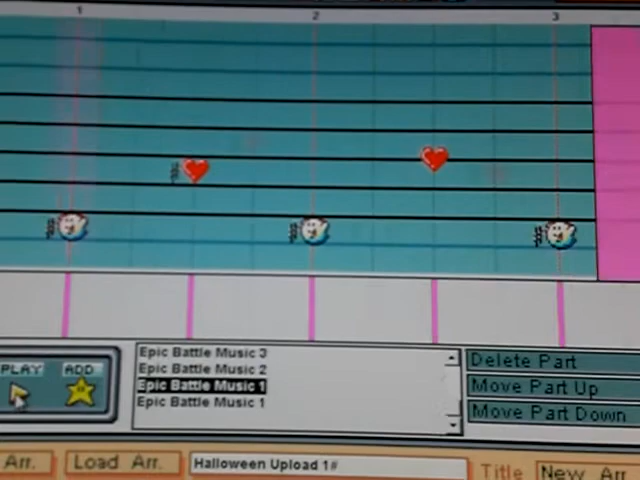 1 2 3
PLAY ADD
Epic Battle Music 3
Epic Battle Music 2
Epic Battle Music 1
Epic Battle Music 1
Delete Part
Move Part Up
Move Part Down
Arr. Load Arr. Halloween Upload 1# Title New Arr